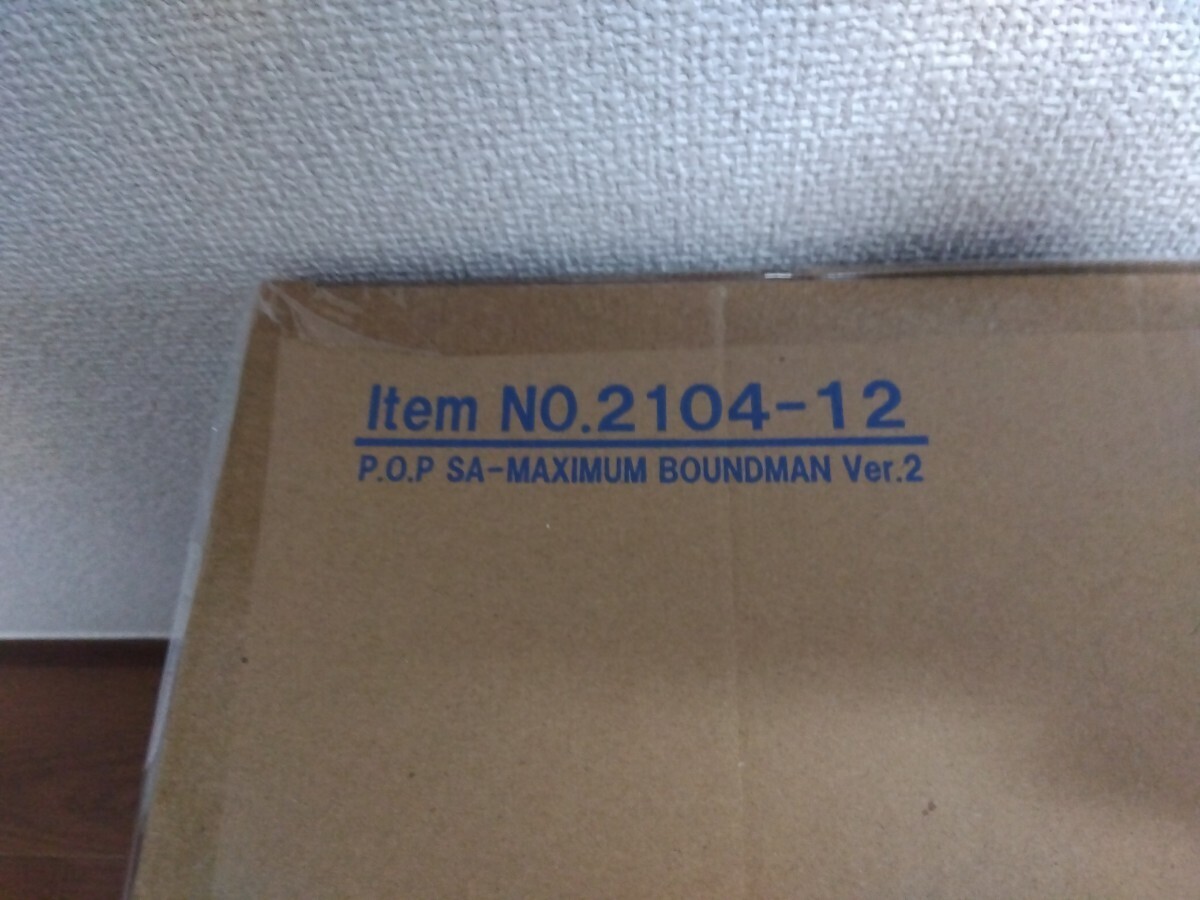 Item NO.2104-12
P.O.P SA-MAXIMUM BOUNDMAN Ver.2